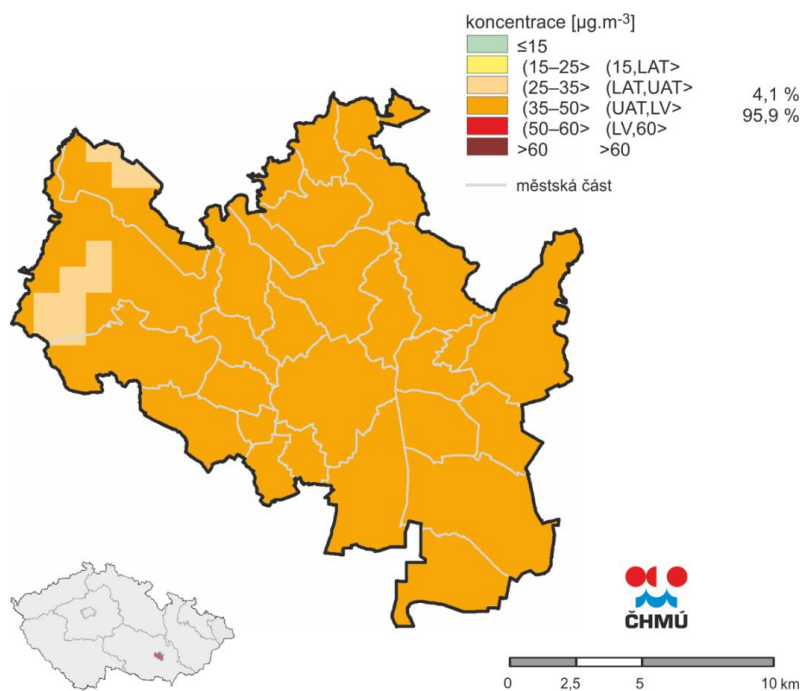 koncentrace [µg.m-3]
≤15
(15–25> (15,LAT>
(25–35> (LAT,UAT> 4,1 %
(35–50> (UAT,LV> 95,9 %
(50–60> (LV,60>
>60 >60
městská část
ČHMÚ
0 2,5 5 10 km